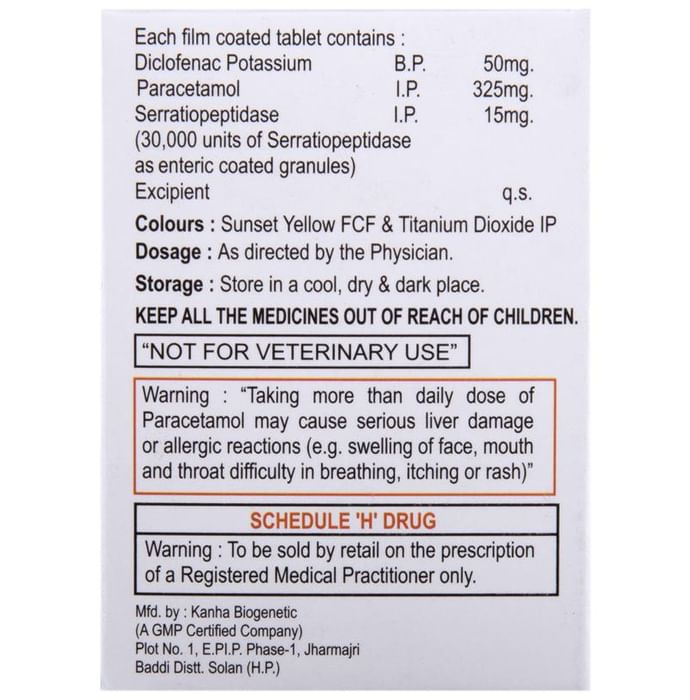 Each film coated tablet contains :
Diclofenac Potassium B.P. 50mg.
Paracetamol I.P. 325mg.
Serratiopeptidase I.P. 15mg.
(30,000 units of Serratiopeptidase
as enteric coated granules)
Excipient q.s.
Colours : Sunset Yellow FCF & Titanium Dioxide IP
Dosage : As directed by the Physician.
Storage : Store in a cool, dry & dark place.
KEEP ALL THE MEDICINES OUT OF REACH OF CHILDREN.
“NOT FOR VETERINARY USE”
Warning : “Taking more than daily dose of
Paracetamol may cause serious liver damage
or allergic reactions (e.g. swelling of face, mouth
and throat difficulty in breathing, itching or rash)”
SCHEDULE 'H' DRUG
Warning : To be sold by retail on the prescription
of a Registered Medical Practitioner only.
Mfd. by : Kanha Biogenetic
(A GMP Certified Company)
Plot No. 1, E.P.I.P. Phase-1, Jharmajri
Baddi Distt. Solan (H.P.)